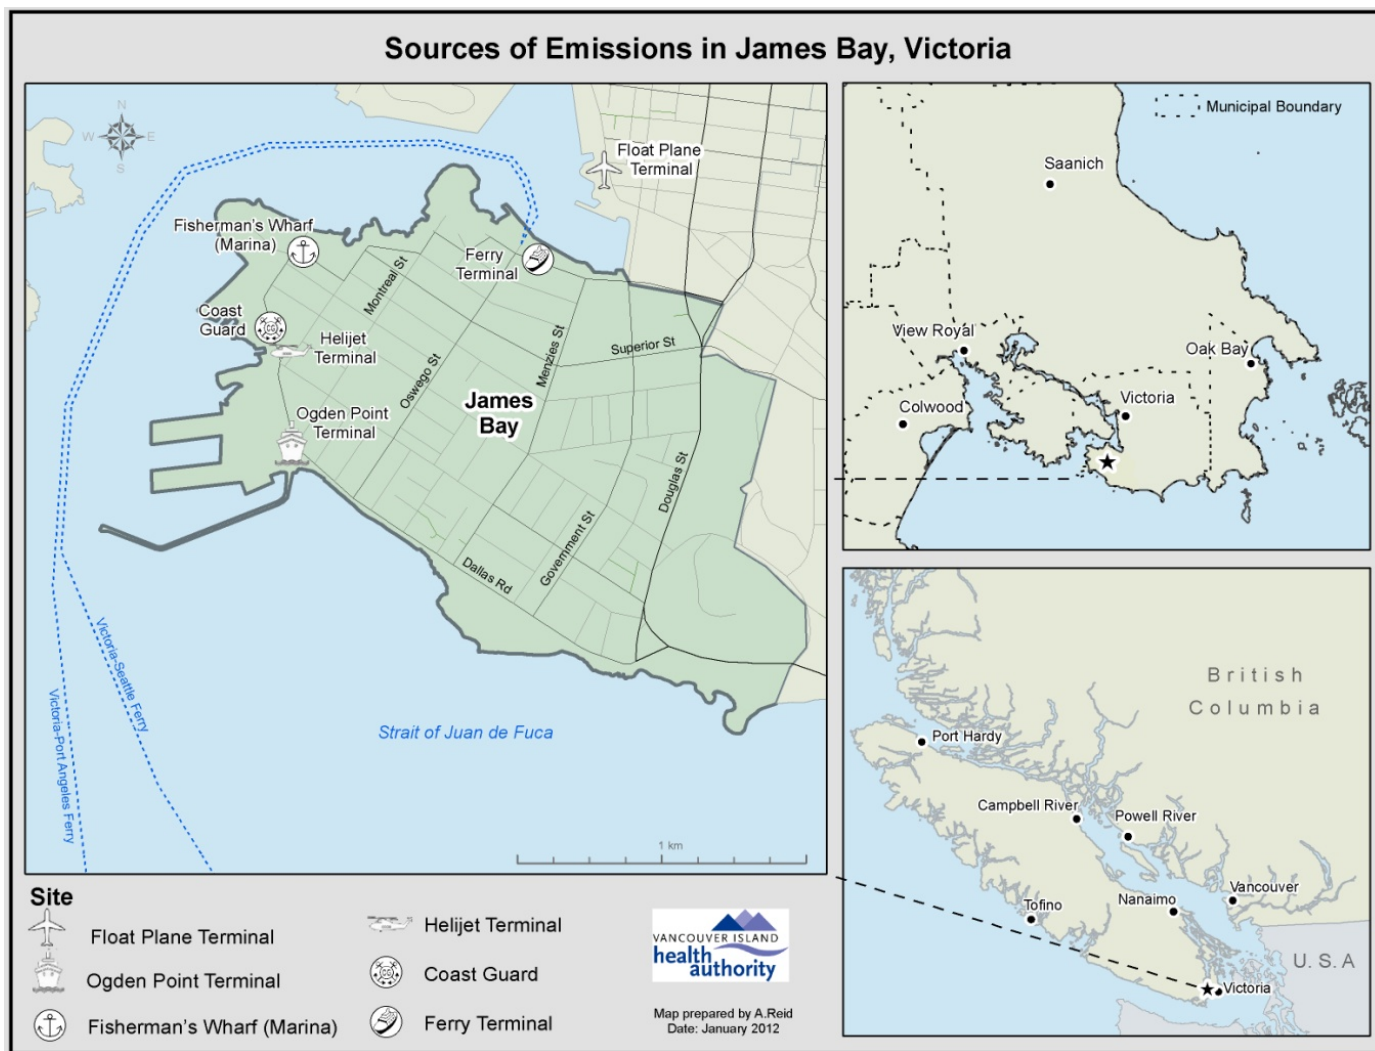 Sources of Emissions in James Bay, Victoria
N
W E
S
Float Plane
Terminal
Fisherman's Wharf
(Marina)
Ferry
Terminal
Montreal St
Coast
Guard
CG
Helijet
Terminal
Oswego St
Menzies St
Superior St
James
Bay
Ogden Point
Terminal
Douglas St
Government St
Dallas Rd
Victoria-Seattle Ferry
Victoria-Port Angeles Ferry
Strait of Juan de Fuca
1 km
Municipal Boundary
Saanich
View Royal
Oak Bay
Colwood
Victoria
British
Columbia
Port Hardy
Campbell River
Powell River
Tofino
Nanaimo
Vancouver
U. S. A
Victoria
Site
Float Plane Terminal
Ogden Point Terminal
Fisherman's Wharf (Marina)
Helijet Terminal
CG
Coast Guard
Ferry Terminal
VANCOUVER ISLAND
health
authority
Map prepared by A.Reid
Date: January 2012